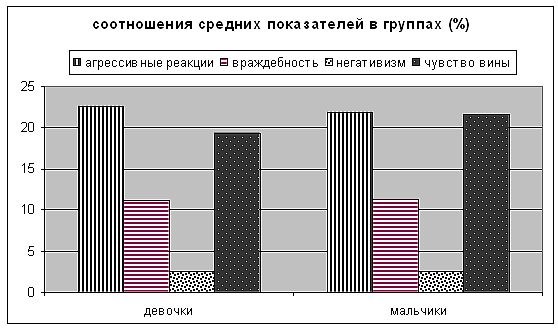 соотношения средних показателей в группах (%)
агрессивные реакции враждебность негативизм чувство вины
25
20
15
10
5
0
девочки мальчики